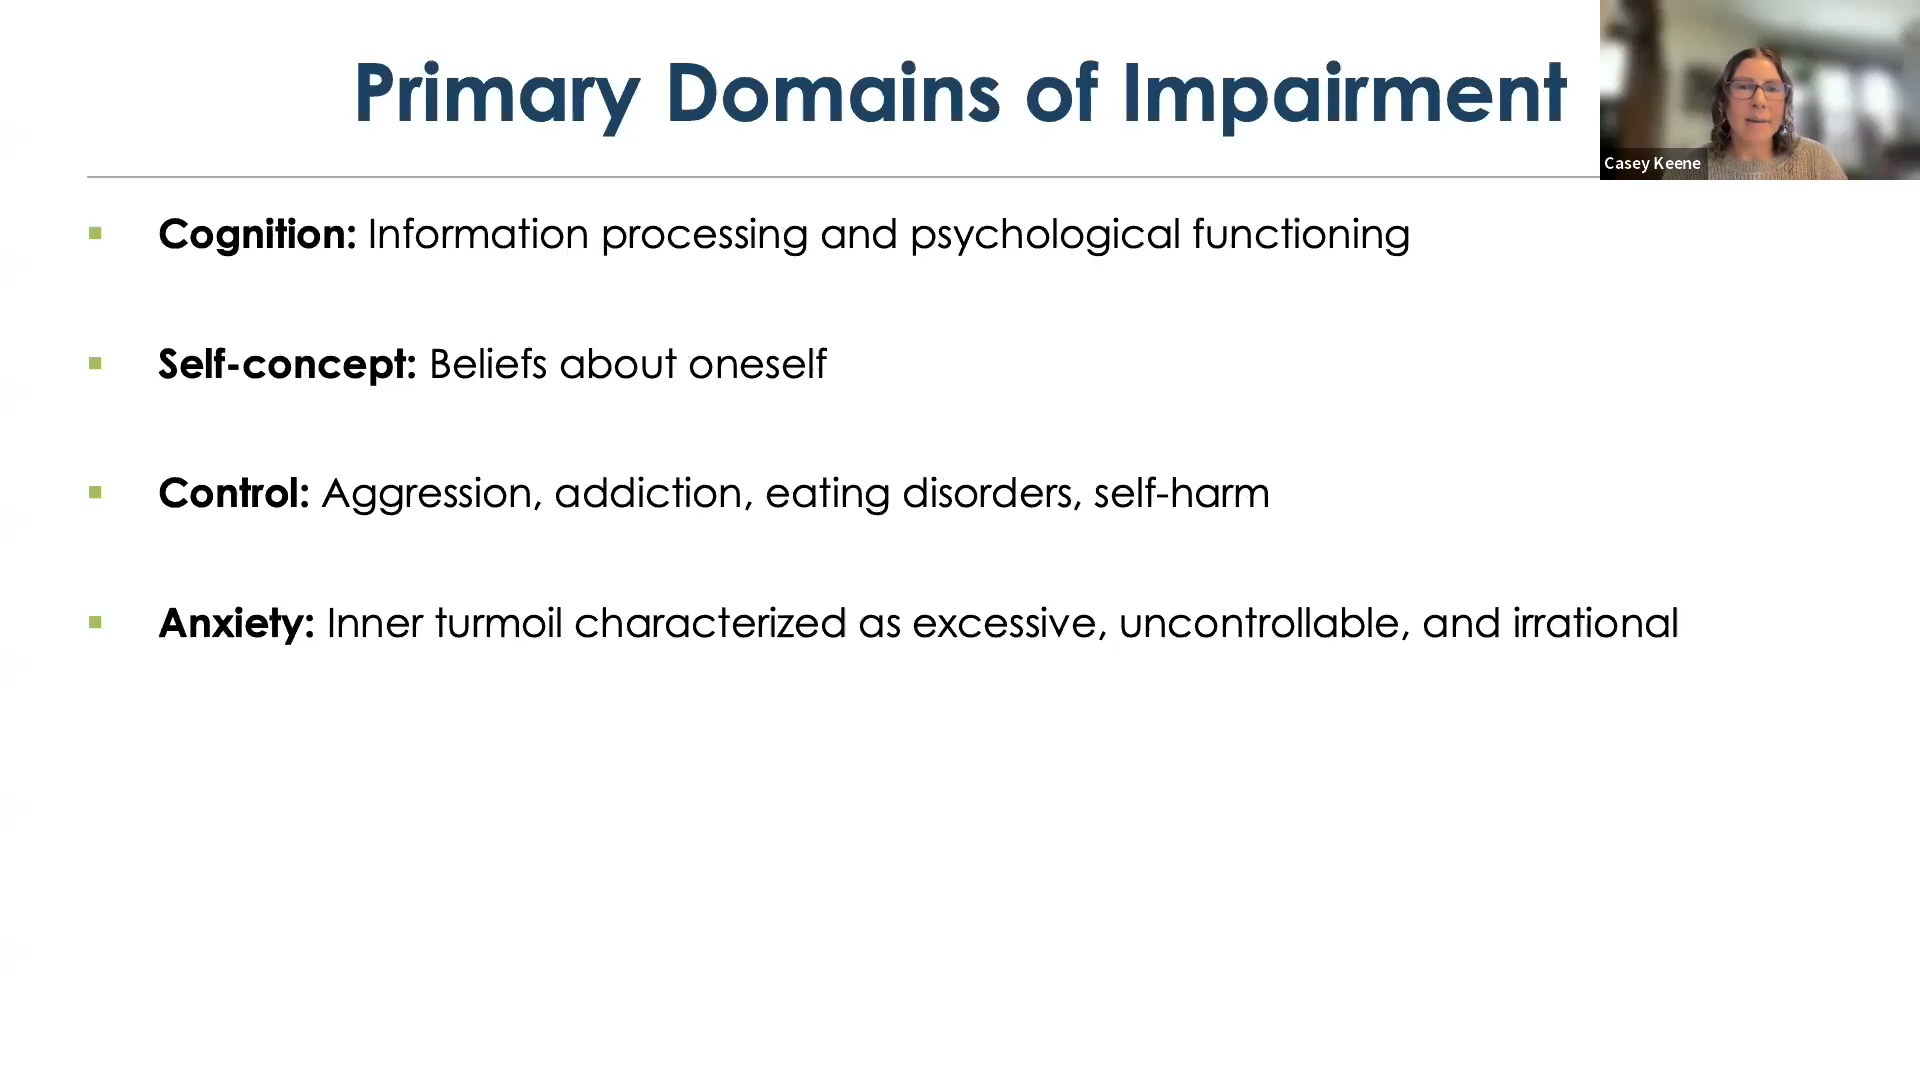 Primary Domains of Impairment
Casey Keene
Cognition: Information processing and psychological functioning
Self-concept: Beliefs about oneself
Control: Aggression, addiction, eating disorders, self-harm
Anxiety: Inner turmoil characterized as excessive, uncontrollable, and irrational